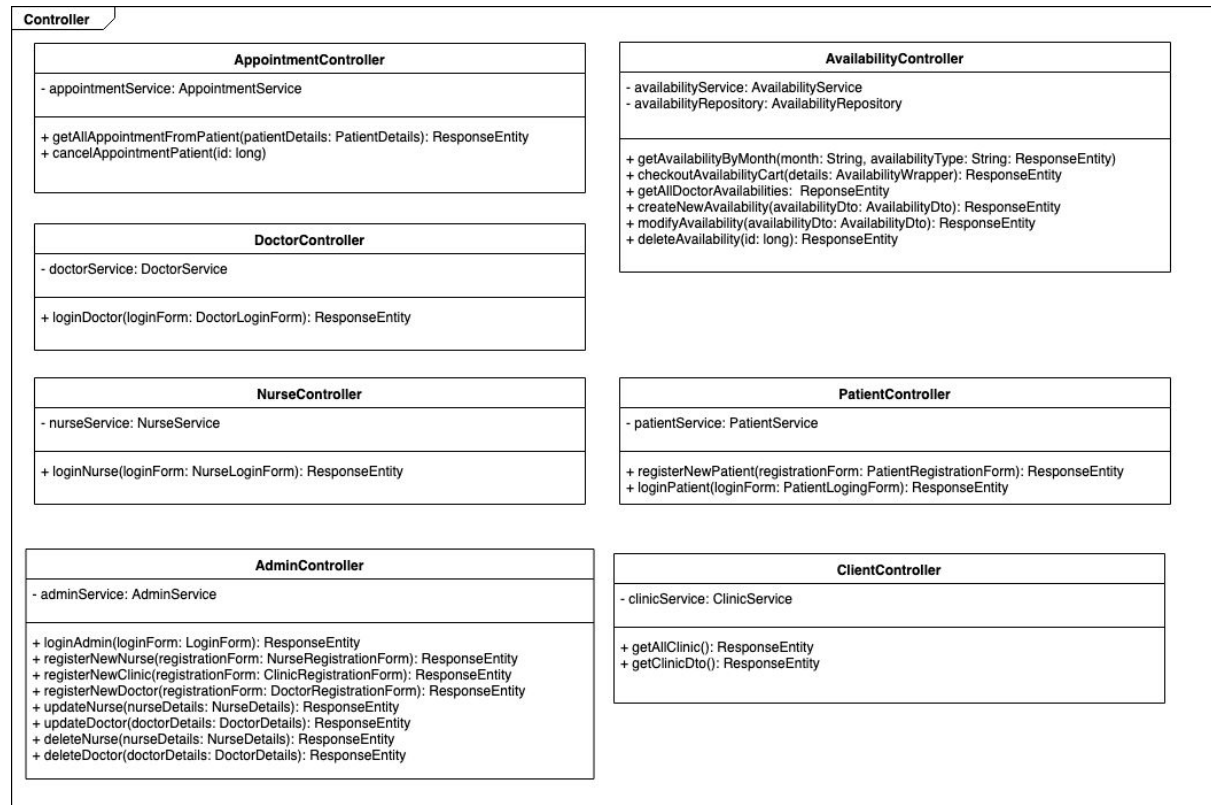 Controller
AppointmentController
- appointmentService: AppointmentService
+ getAllAppointmentFromPatient(patientDetails: PatientDetails): ResponseEntity
+ cancelAppointmentPatient(id: long)
AvailabilityController
- availabilityService: AvailabilityService
- availabilityRepository: AvailabilityRepository
+ getAvailabilityByMonth(month: String, availabilityType: String: ResponseEntity)
+ checkoutAvailabilityCart(details: AvailabilityWrapper): ResponseEntity
+ getAllDoctorAvailabilities:  ReponseEntity
+ createNewAvailability(availabilityDto: AvailabilityDto): ResponseEntity
+ modifyAvailability(availabilityDto: AvailabilityDto): ResponseEntity
+ deleteAvailability(id: long): ResponseEntity
DoctorController
- doctorService: DoctorService
+ loginDoctor(loginForm: DoctorLoginForm): ResponseEntity
NurseController
- nurseService: NurseService
+ loginNurse(loginForm: NurseLoginForm): ResponseEntity
PatientController
- patientService: PatientService
+ registerNewPatient(registrationForm: PatientRegistrationForm): ResponseEntity
+ loginPatient(loginForm: PatientLogingForm): ResponseEntity
AdminController
- adminService: AdminService
+ loginAdmin(loginForm: LoginForm): ResponseEntity
+ registerNewNurse(registrationForm: NurseRegistrationForm): ResponseEntity
+ registerNewClinic(registrationForm: ClinicRegistrationForm): ResponseEntity
+ registerNewDoctor(registrationForm: DoctorRegistrationForm): ResponseEntity
+ updateNurse(nurseDetails: NurseDetails): ResponseEntity
+ updateDoctor(doctorDetails: DoctorDetails): ResponseEntity
+ deleteNurse(nurseDetails: NurseDetails): ResponseEntity
+ deleteDoctor(doctorDetails: DoctorDetails): ResponseEntity
ClientController
- clinicService: ClinicService
+ getAllClinic(): ResponseEntity
+ getClinicDto(): ResponseEntity